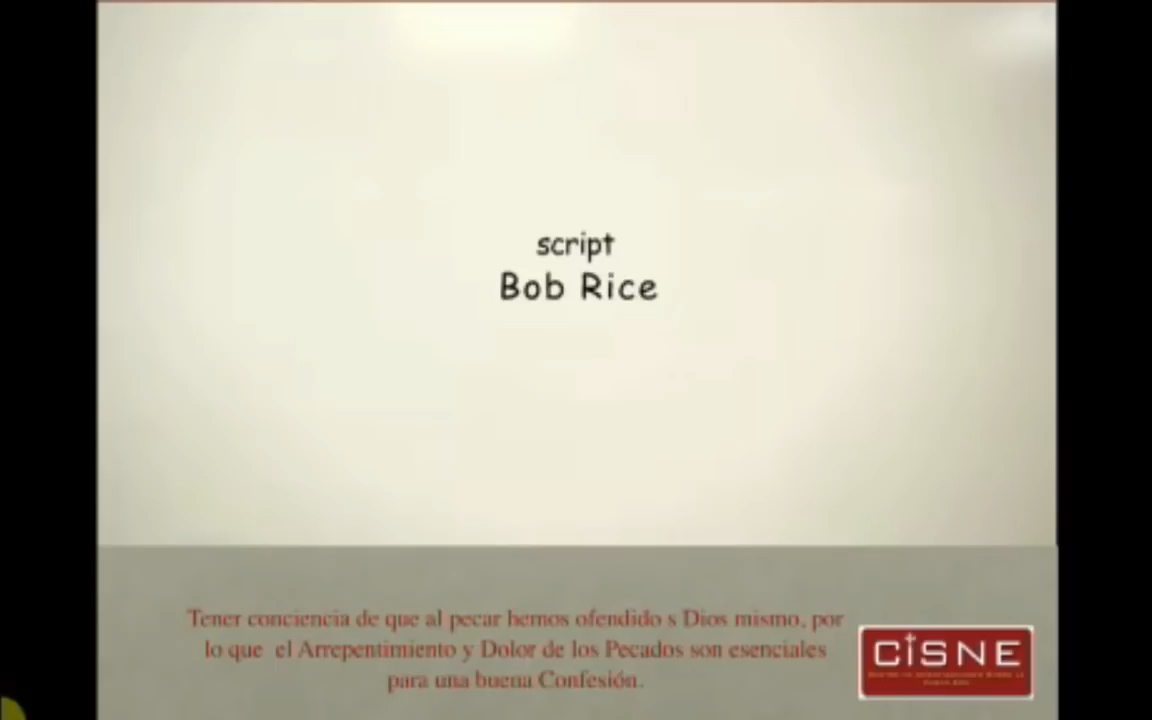 script
Bob Rice
Tener conciencia de que al pecar hemos ofendido s Dios mismo, por
lo que el Arrepentimiento y Dolor de los Pecados son esenciales
para una buena Confesión.
CISNE